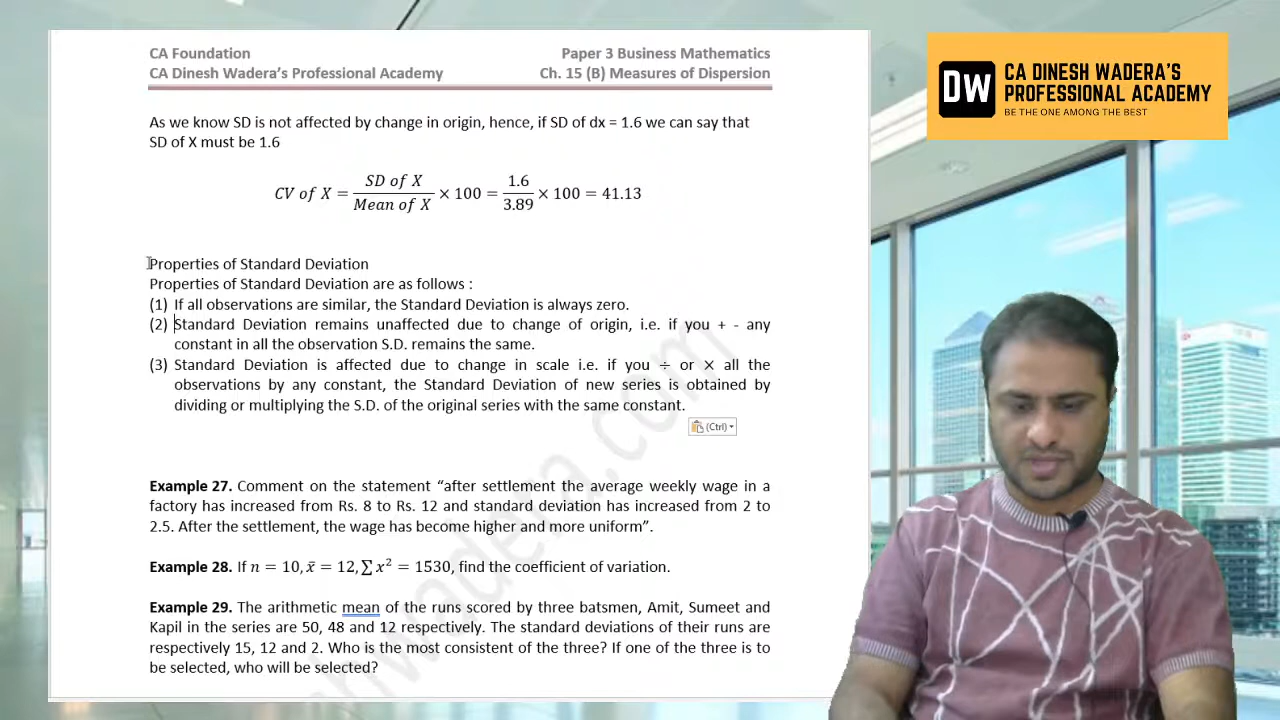 CA Foundation
Paper 3 Business Mathematics
CA Dinesh Wadera's Professional Academy
Ch. 15 (B) Measures of Dispersion
As we know SD is not affected by change in origin, hence, if SD of dx = 1.6 we can say that
SD of X must be 1.6
CV of X = SD of X / Mean of X × 100 = 1.6 / 3.89 × 100 = 41.13
Properties of Standard Deviation
Properties of Standard Deviation are as follows :
(1) If all observations are similar, the Standard Deviation is always zero.
(2) Standard Deviation remains unaffected due to change of origin, i.e. if you + - any
constant in all the observation S.D. remains the same.
(3) Standard Deviation is affected due to change in scale i.e. if you ÷ or × all the
observations by any constant, the Standard Deviation of new series is obtained by
dividing or multiplying the S.D. of the original series with the same constant.
(Ctrl)
Example 27. Comment on the statement “after settlement the average weekly wage in a
factory has increased from Rs. 8 to Rs. 12 and standard deviation has increased from 2 to
2.5. After the settlement, the wage has become higher and more uniform”.
Example 28. If n = 10, x̄ = 12, ∑ x² = 1530, find the coefficient of variation.
Example 29. The arithmetic mean of the runs scored by three batsmen, Amit, Sumeet and
Kapil in the series are 50, 48 and 12 respectively. The standard deviations of their runs are
respectively 15, 12 and 2. Who is the most consistent of the three? If one of the three is to
be selected, who will be selected?
DW
CA DINESH WADERA'S
PROFESSIONAL ACADEMY
BE THE ONE AMONG THE BEST